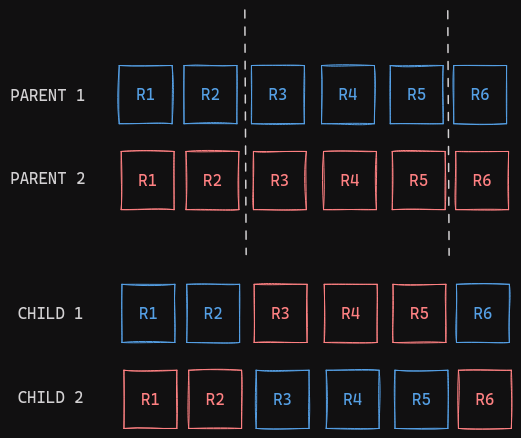 PARENT 1 R1 R2 R3 R4 R5 R6
PARENT 2 R1 R2 R3 R4 R5 R6
CHILD 1 R1 R2 R3 R4 R5 R6
CHILD 2 R1 R2 R3 R4 R5 R6